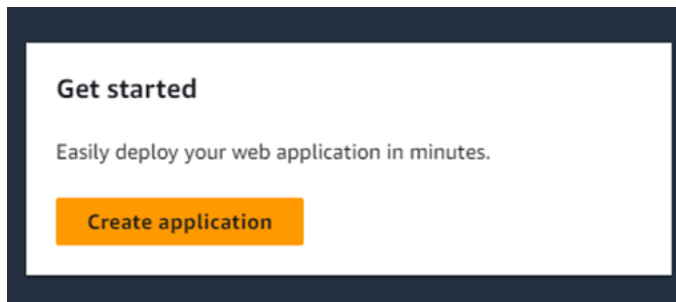 Get started
Easily deploy your web application in minutes.
Create application